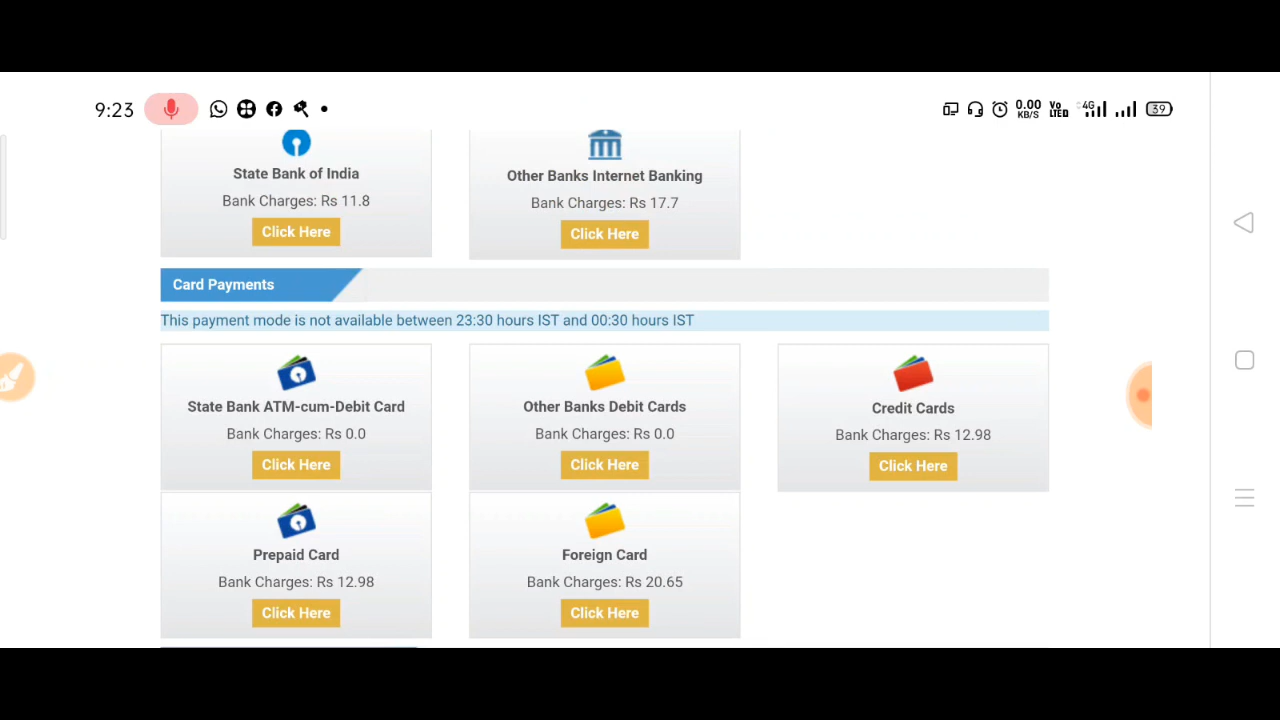 9:23
0.00
KB/S
Vo
LTE
4G
39
State Bank of India
Bank Charges: Rs 11.8
Click Here
Other Banks Internet Banking
Bank Charges: Rs 17.7
Click Here
Card Payments
This payment mode is not available between 23:30 hours IST and 00:30 hours IST
State Bank ATM-cum-Debit Card
Bank Charges: Rs 0.0
Click Here
Other Banks Debit Cards
Bank Charges: Rs 0.0
Click Here
Credit Cards
Bank Charges: Rs 12.98
Click Here
Prepaid Card
Bank Charges: Rs 12.98
Click Here
Foreign Card
Bank Charges: Rs 20.65
Click Here